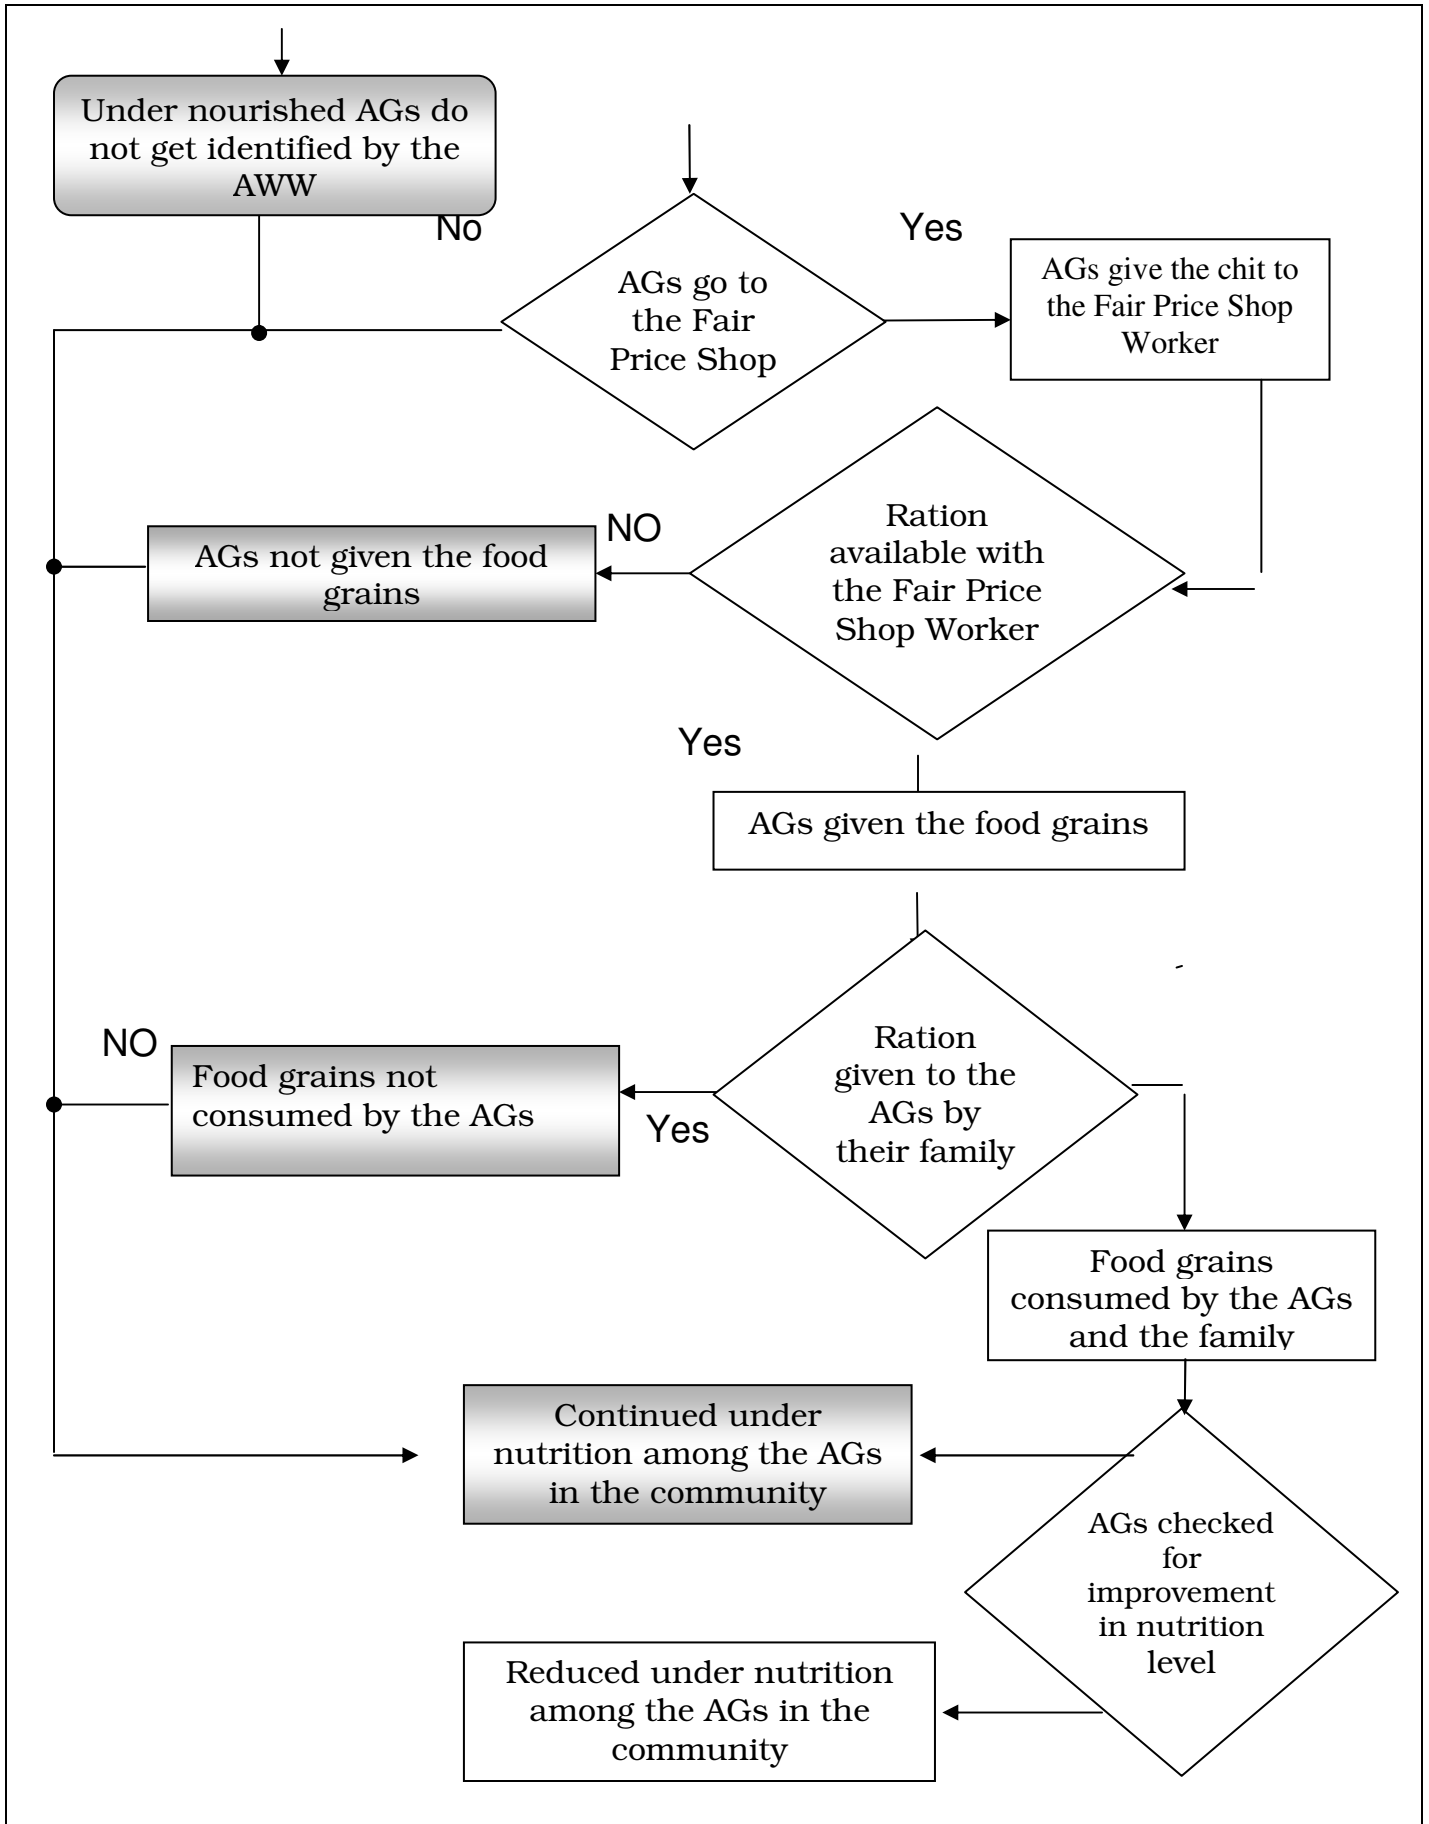 Under nourished AGs do
not get identified by the
AWW
No
Yes
AGs go to
the Fair
Price Shop
AGs give the chit to
the Fair Price Shop
Worker
Ration
available with
the Fair Price
Shop Worker
NO
AGs not given the food
grains
Yes
AGs given the food grains
Ration
given to the
AGs by
their family
NO
Food grains not
consumed by the AGs
Yes
Food grains
consumed by the AGs
and the family
Continued under
nutrition among the AGs
in the community
AGs checked
for
improvement
in nutrition
level
Reduced under nutrition
among the AGs in the
community